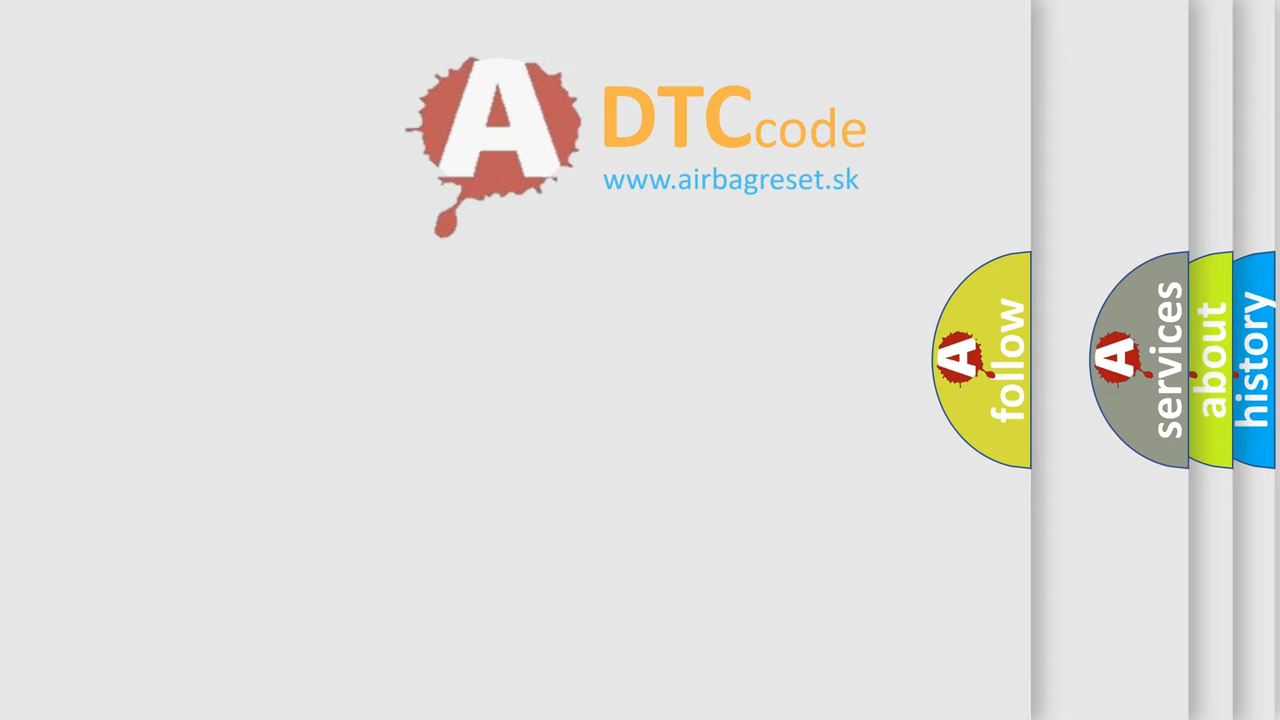 A DTCcode
www.airbagreset.sk
A follow
A services
about
history